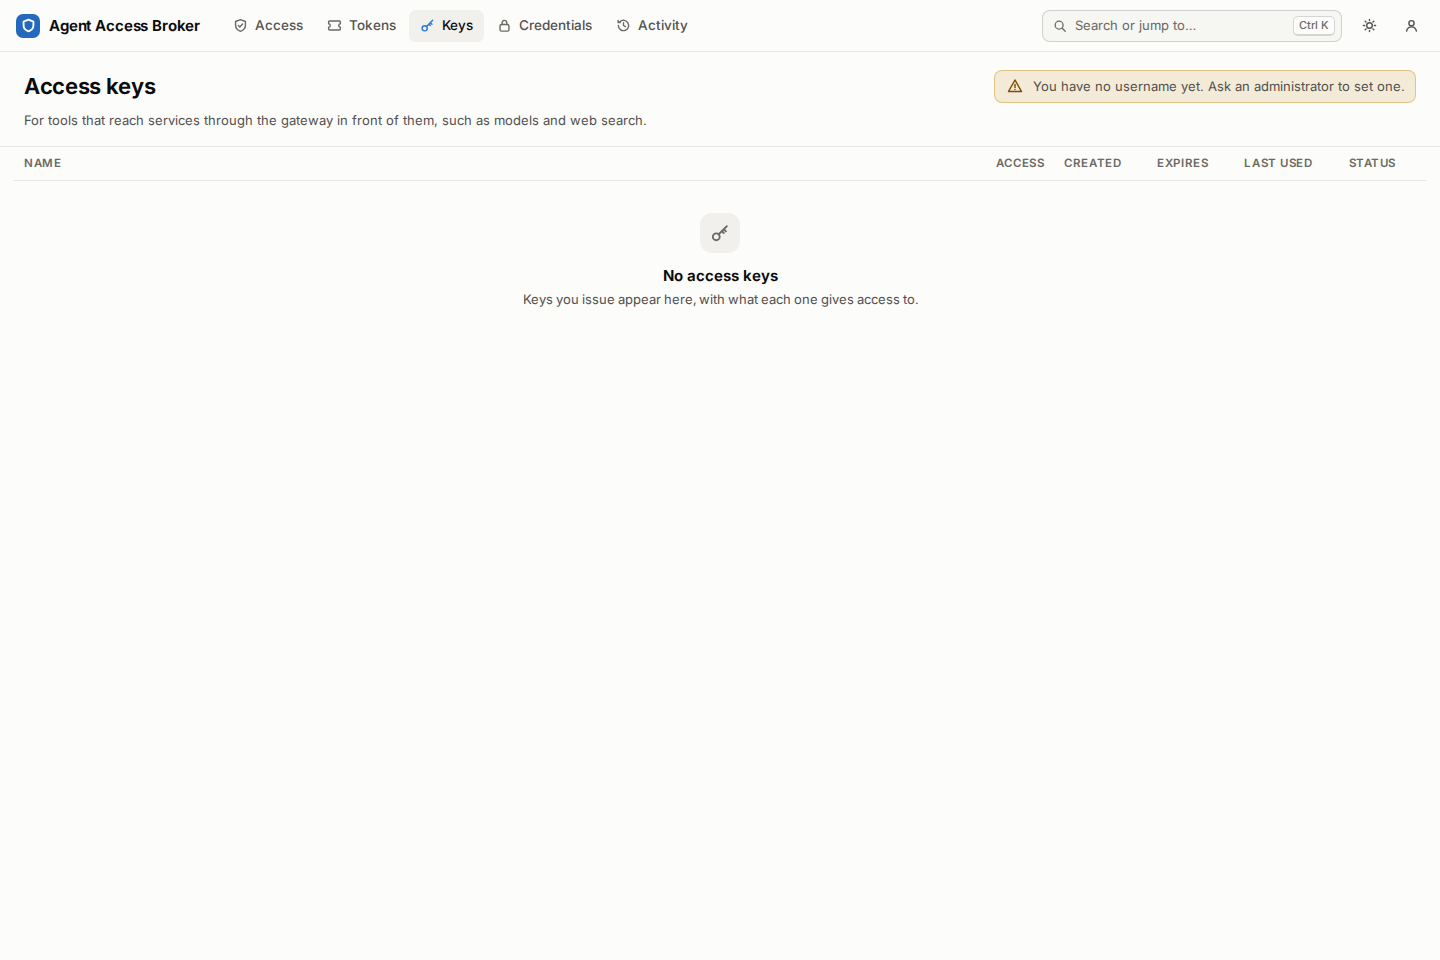 Agent Access Broker
Access
Tokens
Keys
Credentials
Activity
Search or jump to...
Ctrl K
Access keys
You have no username yet. Ask an administrator to set one.
For tools that reach services through the gateway in front of them, such as models and web search.
NAME
ACCESS
CREATED
EXPIRES
LAST USED
STATUS
No access keys
Keys you issue appear here, with what each one gives access to.